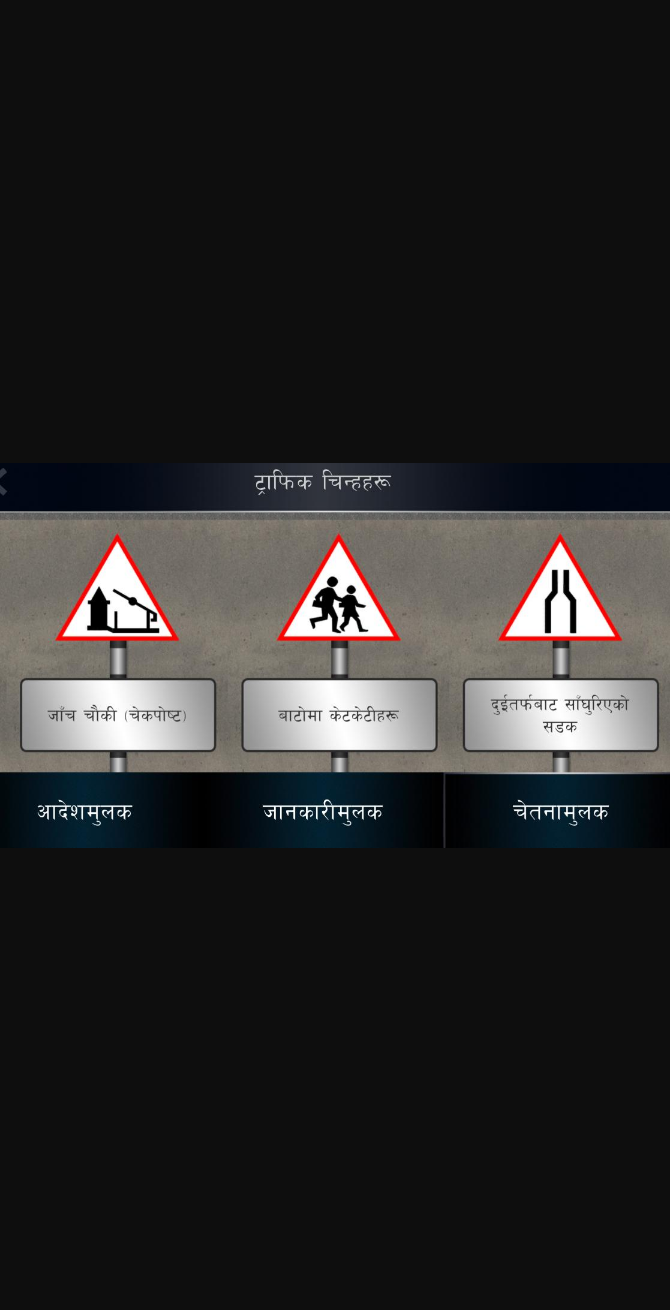 ट्राफिक चिन्हहरू
जाँच चौकी (चेकपोष्ट)
बाटोमा केटकेटीहरू
दुईतर्फबाट साँघुरिएको
सडक
आदेशमुलक
जानकारीमुलक
चेतनामुलक